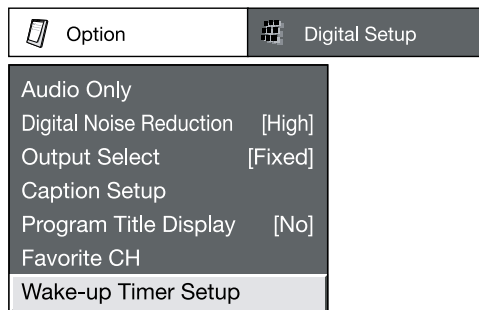 Option Digital Setup
Audio Only
Digital Noise Reduction [High]
Output Select [Fixed]
Caption Setup
Program Title Display [No]
Favorite CH
Wake-up Timer Setup